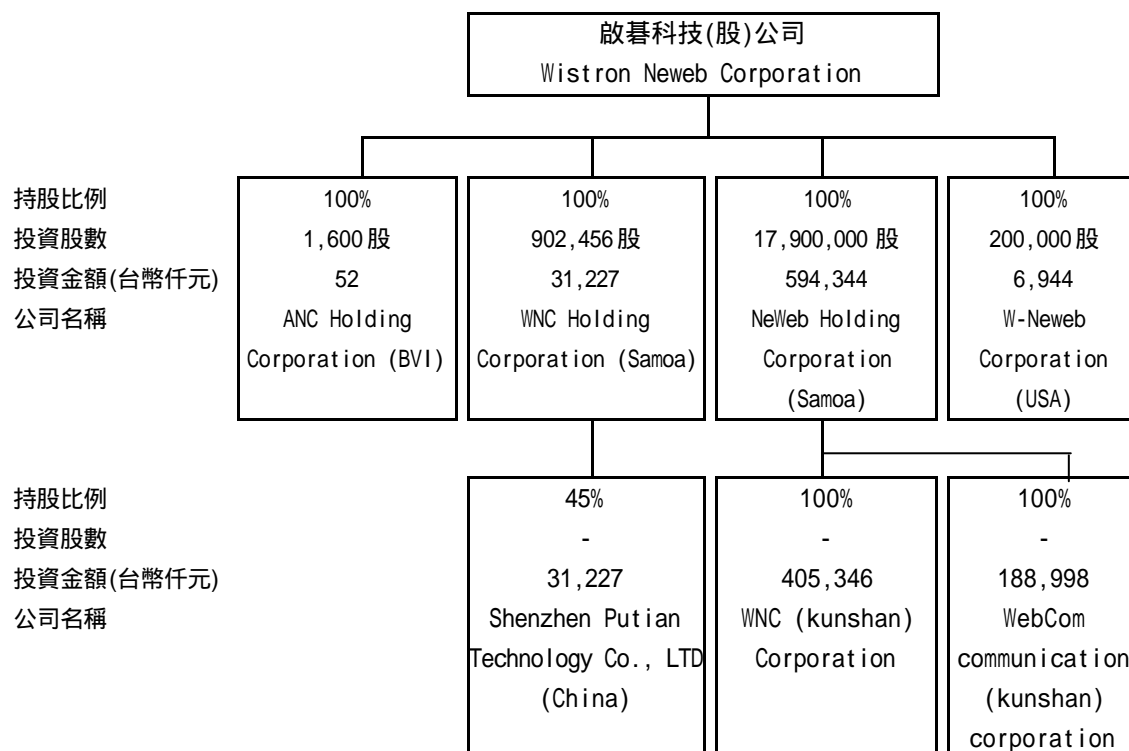 啟碁科技(股)公司
Wistron Neweb Corporation
持股比例 100% 100% 100% 100%
投資股數 1,600股 902,456股 17,900,000 股 200,000股
投資金額(台幣仟元) 52 31,227 594,344 6,944
公司名稱 ANC Holding WNC Holding NeWeb Holding W-Neweb
Corporation (BVI) Corporation (Samoa) Corporation Corporation
(Samoa) (USA)
持股比例 45% 100% 100%
投資股數 - - -
投資金額(台幣仟元) 31,227 405,346 188,998
公司名稱 Shenzhen Putian WNC (kunshan) WebCom
Technology Co., LTD Corporation communication
(China) (kunshan)
corporation